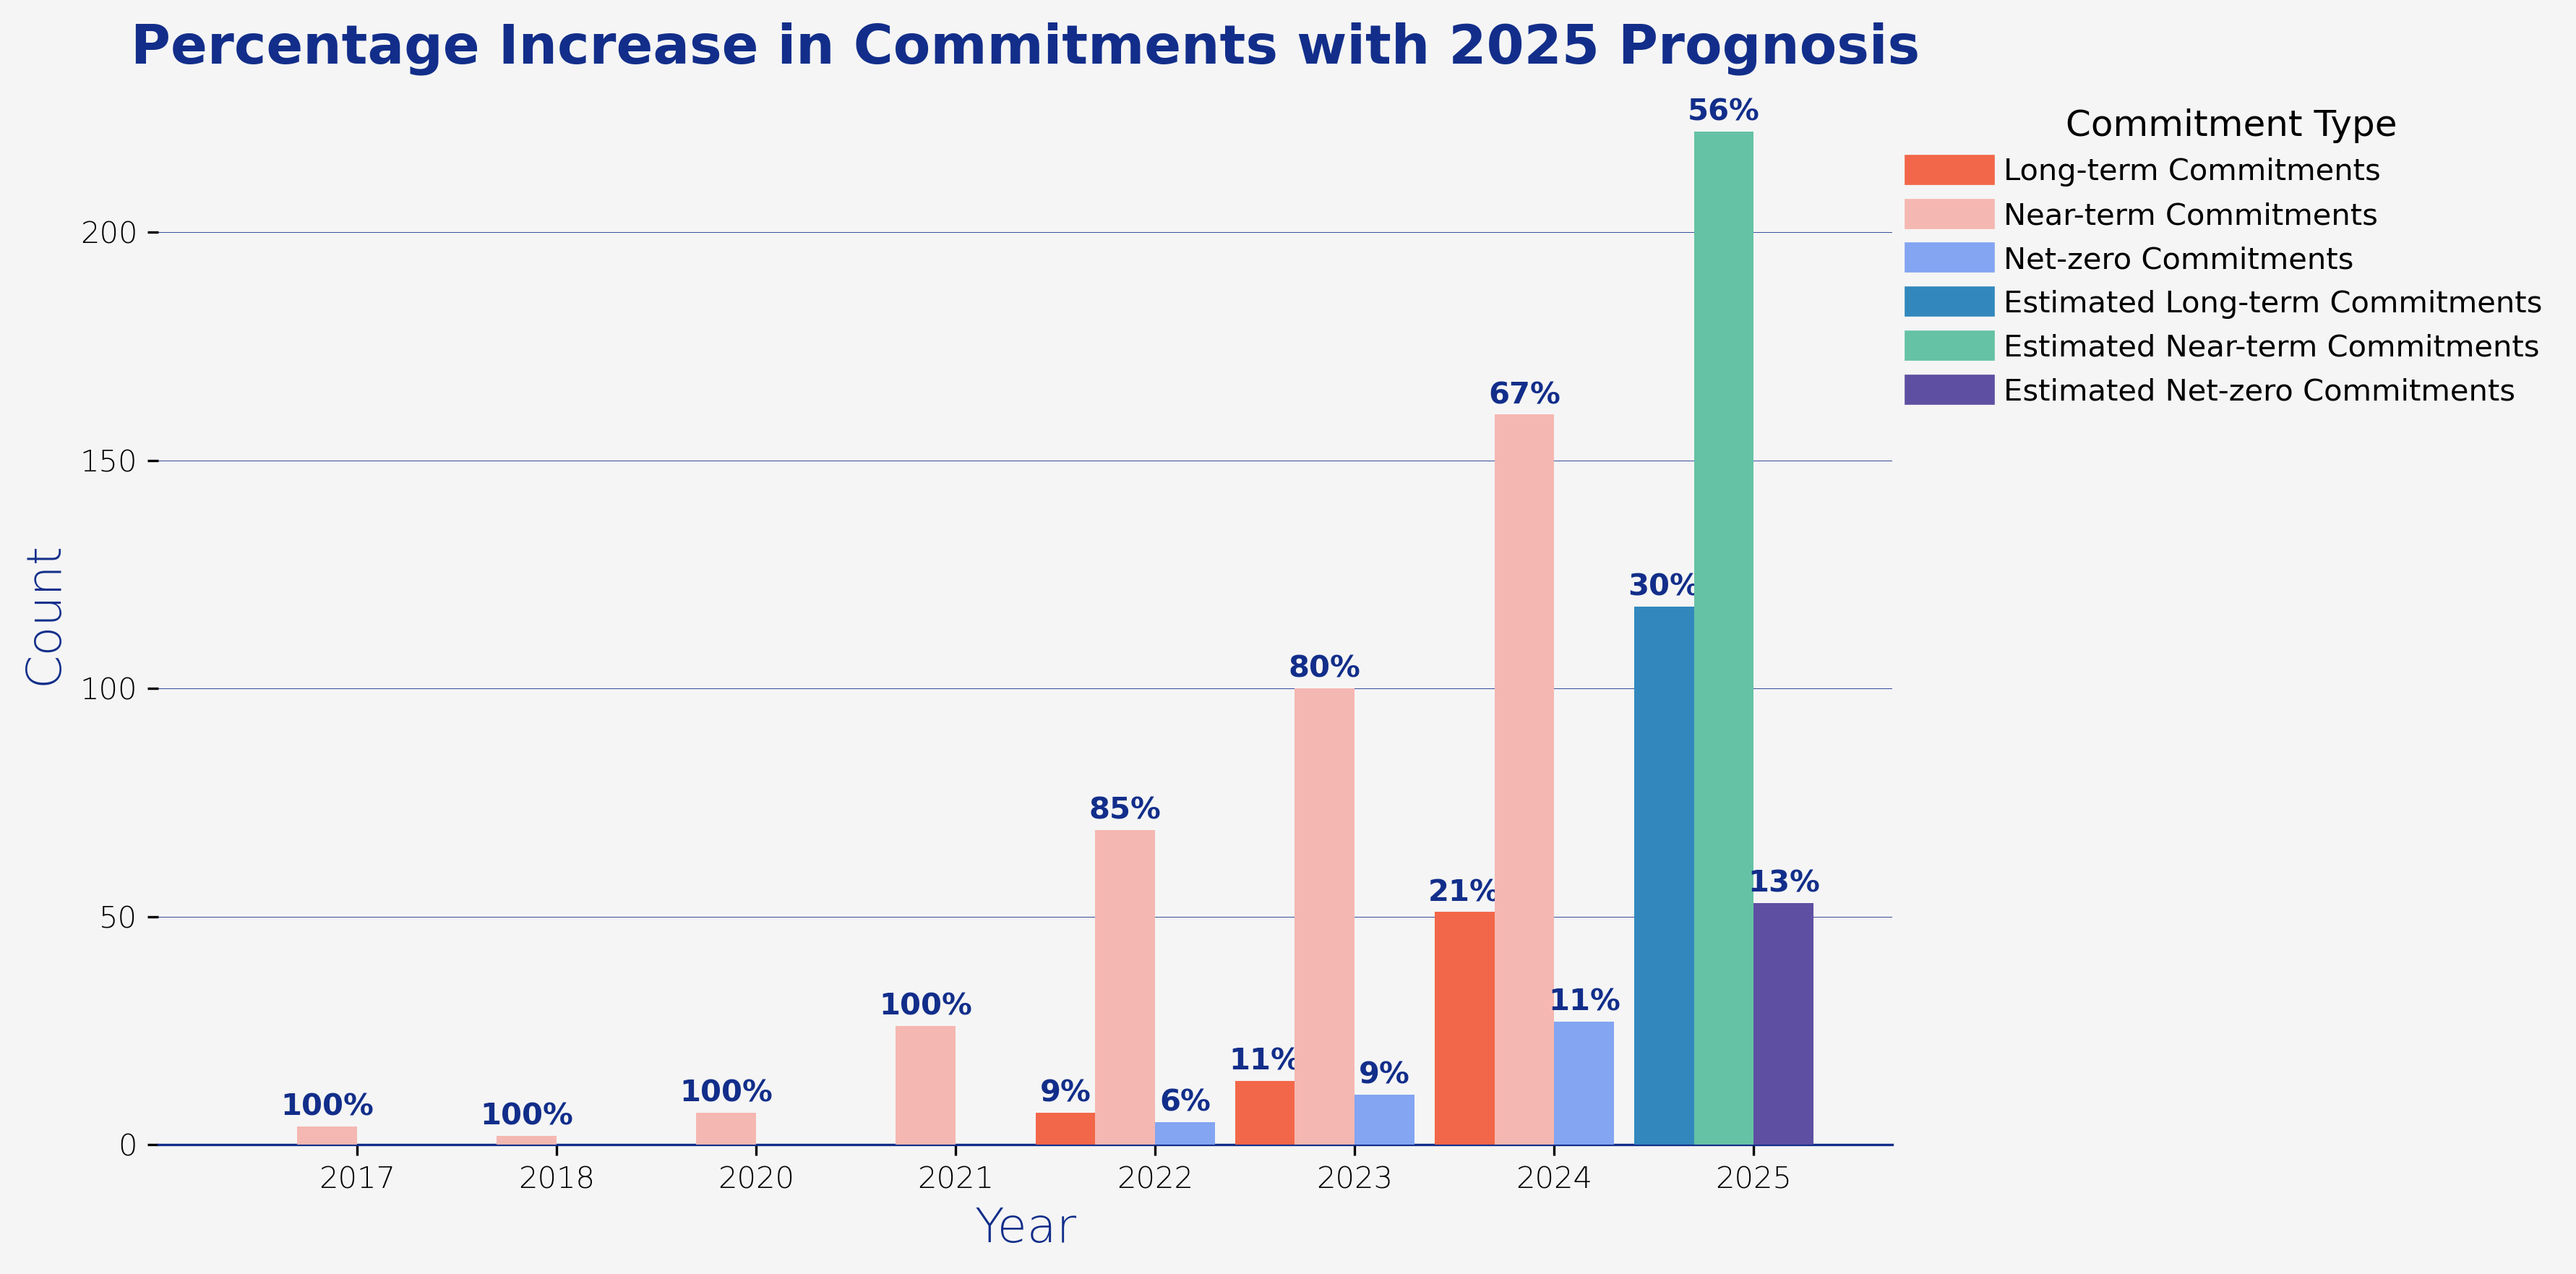 Percentage Increase in Commitments with 2025 Prognosis
Commitment Type
Long-term Commitments
Near-term Commitments
Net-zero Commitments
Estimated Long-term Commitments
Estimated Near-term Commitments
Estimated Net-zero Commitments
Count
200
150
100
50
0
100%
100%
100%
100%
9%
85%
6%
11%
80%
9%
21%
67%
11%
30%
56%
13%
2017
2018
2020
2021
2022
2023
2024
2025
Year